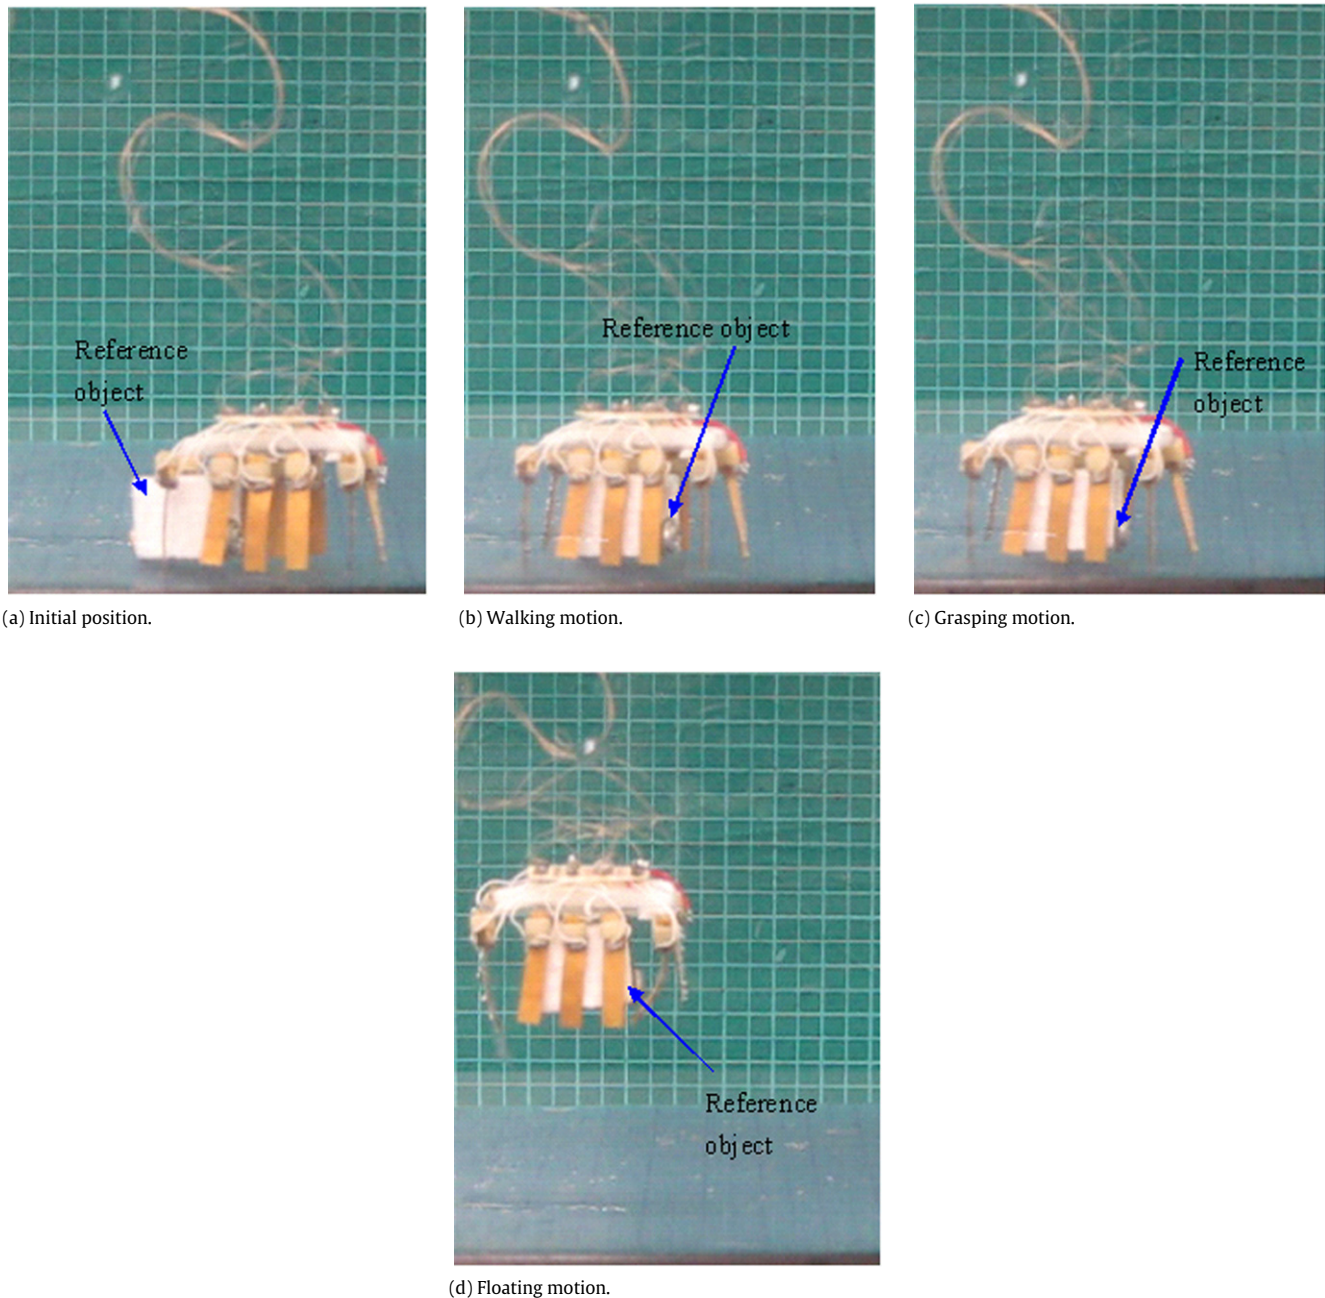 Reference
object
Reference object
Reference
object
(a) Initial position.
(b) Walking motion.
(c) Grasping motion.
Reference
object
(d) Floating motion.